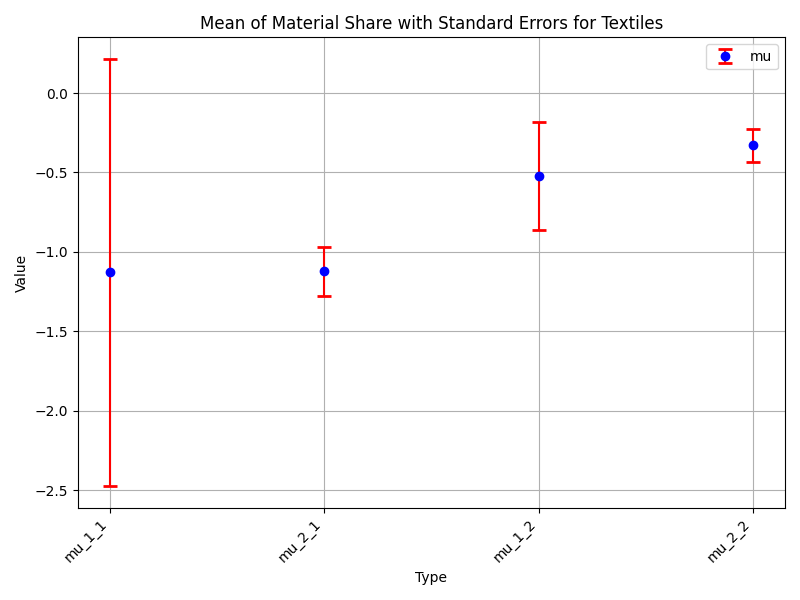 Mean of Material Share with Standard Errors for Textiles
mu
0.0
−0.5
−1.0
−1.5
−2.0
−2.5
Value
mu_1_1
mu_2_1
mu_1_2
mu_2_2
Type